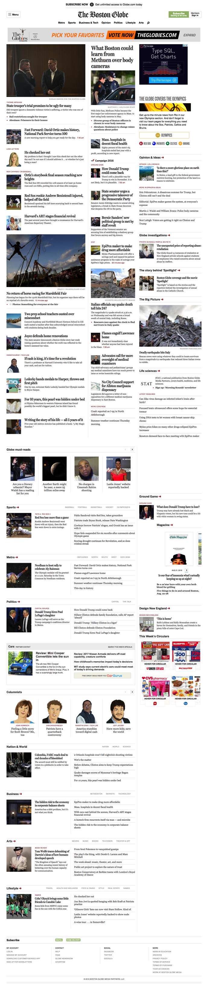 SUBSCRIBE NOW Get unlimited access to Globe.com today
Menu
The Boston Globe
Subscribe
Starting at 99 cents
Members
Sign In
Metro Sports Business & Tech Opinion Politics Lifestyle Arts
The Globies
PICK YOUR FAVORITES VOTE NOW THEGLOBIES.COM EXPAND
KIERAN KESNER FOR THE BOSTON GLOBE
YVONNE ABRAHAM
State trooper's trial promises to be ugly for many
Did troopers ignore a domestic violence victim's suffering, a victim who was one of
their own?
Bail restrictions sought for trooper
Abraham: Prisoners in their homes
Fast Forward: David Ortiz makes history,
National Park Service turns 100
A new morning report to help you get ready for the day. 7:45 am
LOVE LETTERS
He checked her out
My problem is that I thought I saw him check her out the other
day and I'm not sure if I should address it ... or whether he's just
being a man?
NICK CAFARDO | ON BASEBALL
Ortiz's storybook final season reaching new
heights
The Red Sox DH recorded his 10th season of at least 30 home
runs and 100 RBIs, putting him in all-time elite company.
Red Sox rookie Andrew Benintendi injured,
helped off the field
Benintendi sprained his left knee scurrying back to second base
in the seventh inning.
Harvard's ART stages financial revival
The past several years have brought a renaissance for Harvard's
American Repertory Theater.
CRAIG F. WALKER/GLOBE STAFF
No return of horse racing for Marshfield Fair
Planning has begun for the 150th Marshfield Fair, but its organizer says there will be
no reprisal of a favorite event. 15 minutes ago
Photos: Something for everyone at the fair
Two prep school teachers ousted over
misconduct
Concord Academy and Northfield Mount Hermon School in Gill
each ousted a teacher after they acknowledged sexual misconduct
with students dating back decades.
Joyce defends home renovations
The state senator denounced a Boston Globe story last week
raising questions about whether the work was reflected in the
home's assessed tax value.
HIAWATHA BRAY | TECH LAB
If cash is king, it's time for a revolution
There's a professor at Harvard University who'd like to take all
your cash, and not for tuition.
Ledecky hands medals to Harper, throws out
first pitch
One by one, swimmer Katie Ledecky handed her Olympic medals
to Bryce Harper.
For 10 years, this pearl was hidden under bed
A Filipino fisherman in western Palawan island has found
possibly the world's biggest pearl, but he didn't know it.
Writing the story of his life — all 5 years of it
Five-year-old Ashton Antoine has published a book, "5 My Magic
Number."
What Boston could
learn from
Methuen over body
cameras
MATTHEW J. LEE/GLOBE STAFF
With little fuss, Methuen Police became the
first major law enforcement agency in Mass. to
start using body cameras in May.
Diverse group of Boston officers is
chosen to wear body cameras
Abraham: Resistance to change raises
questions about police
Mass. hospitals in
decent fiscal health
Eighty percent of the state's 65
hospitals ended last year with a
profit, according to a new report.
Campaign 2016
GROUND GAME
How Donald Trump
could come back
There's still a plausible way for
Trump to win in November. It is
not likely, but it is plausible. 7:00 am
State senator urges a
progressive takeover of
the Democratic Party
Senator Jamie Eldridge wants to unseat sitting
legislators, a break in State House decorum
that deepens the rift in the party.
Bernie Sanders' new
political group is met by
staff revolt
Supporters of the Vermont senator are
accusing him of establishing a shadowy group
that favors secrecy and big donors.
STAT
EpiPen maker to make
drug more affordable
Mylan Pharmaceuticals will offer a
savings card and expand its patient
assistance program in the wake of outrage over
EpiPen's high prices. 33 minutes ago
GIUSEPPE BELLINI/GETTY IMAGES
Italian officials say quake death
toll hits 247
The magnitude 6.2 quake struck at 3:36 a.m.
on Wednesday and was felt across a broad
swath of central Italy, including Rome.
Rescuers race against the clock to find
survivors in Italy quake
Flames engulf Lawrence
home
It was not immediately clear
whether anyone had been injured
in the blaze. 7:09 am
Advocates call for more
oversight of medical
examiners
Top child-advocacy and pediatricians' groups
say medical examiners have too much power to
issue or revise homicide rulings.
No City Council support
for Allston marijuana
dispensary
Legislators did approve a letter of non-
opposition for a different medical marijuana
dispensary in East Boston.
MORE COVERAGE
Crash reported on I-95 in North
Attleborough
Summer weather continues Thursday
morning
Periscope
Type SQL,
Get Charts
Try Periscope
THE GLOBE COVERS THE OLYMPICS
Get up-to-the-minute news from Rio in our
new Olympics section. And don't forget to
visit our team pages for everything you need
to know about the Sox, Patriots, Celtics and
Bruins.
OLYMPICS
RED SOX PATRIOTS CELTICS BRUINS
Opinion & Ideas
OPINION | LOU URENECK
'Is there a more glorious place on earth
than this?'
In Maine, a land gift to the federal government
restricts hunting, but protection of the land is a
reason to celebrate.
MORE IN OPINION & IDEAS
Eric Fehrnstrom: A disastrous summer for Trump, but
Clinton still can't seal the deal
Editorial: EpiPen maker games the system, at everyone's
expense
Martin J. Walsh and William Evans: Police body cameras
and the community
Scot Lehigh: Voters are getting it right on Clinton and
Trump
Globe investigations
PRIVATE SCHOOLS, PAINFUL SECRETS
The unexpected price of reporting abuse:
retaliation
The Globe found 15 instances of retaliation at
New England private schools against students
or employees who raised concerns about sexual
abuse by staffers.
The story behind 'Spotlight'
Boston Globe coverage and the movie
'Spotlight'
"Spotlight" is based on the stories and the
reporters behind the investigation of sexual
abuse in the Catholic Church.
The Big Picture
MASSIMO PERCOSSI/EPA
Deadly earthquake hits Italy
Rescue crews were using whatever they could to locate survivors
from a magnitude 6.2 earthquake that reduced three Italian towns
to rubble.
Life sciences
STAT
STAT, a national publication from Boston Globe
Media Partners, covers health, medicine, and life
sciences.
Sign up: 'Morning Rounds' newsletter
LATEST HEADLINES
Can Zika virus damage an infected infant's brain after
birth?
Focused brain ultrasound offers some hope for essential
tremor
Using DNA tests to let women with breast cancer skip
chemo
Mylan price hikes on many other drugs eclipsed EpiPen
increases
Senators demand face-to-face meeting with EpiPen maker
Globe must-reads
Are you a literary
urbanist? Mayor
Walsh has a reading
list for you
Another Earth might
be near, a mere 25
trillion miles away
No charges in
Usaamah Rahim
shooting
Leslie Jones' website
reportedly hacked
Sports
BASEBALL FOOTBALL BASKETBALL HOCKEY OLYMPICS2016
RAYS 4, RED SOX 3
Red Sox lose more than a game
Rookie Andrew Benintendi went
down with an injury, then the Red
Sox went down in extra innings.
Pablo Sandoval visits Red Sox, takes grounders
Patriots trade Bryan Stork, release Nate Washington
Cowboys borrow Patriots' slogan, and Gronk has an issue
with it
Hope Solo suspended for six months after comments about
Olympic game
Scoring drought continues for Revolution, and so does
winless streak
Metro
OBITUARIES NORTH SOUTH WEST DATA DESK
Needham to host rally to
celebrate Aly Raisman
The Olympic medalist will be greeted
at 11 a.m. Saturday in the Town
Common by Needham residents.
Fast Forward: David Ortiz makes history, National Park
Service turns 100
Flames engulf Lawrence home
Crash reported on I-95 in North Attleborough
Summer weather continues Thursday morning
This day in history
Politics
CAPITAL THE TALK
CAPITAL SOURCE
Donald Trump hires Paul
LePage's daughter
Lauren LePage will serve as the
Trump campaign's coalitions director
in Maine.
How Donald Trump could come back
Hillary Clinton defends family foundation, calls AP report
'absurd'
Donald Trump: 'Hillary Clinton is a bigot'
Bill Clinton defends Clinton Foundation
Donald Trump hires Paul LePage's daughter
Cars PARTNER CONTENT SEARCH THIS WEEK'S SPECIALS
Review: Mini Cooper
Convertible lets the sun
in
The all-new Mini Cooper
Convertible is the fun-in-the-sun
cornerstone of Mini's lineup. Plus, it
has a surprisingly large trunk.
Review: 2017 Nissan Armada delivers off-road
capability, creature comforts
How childhood's memories impact today's decisions
MIT study says current electric cars could meet most
of today's driving demands
FIND GREAT DEALS NEAR YOU CarGurus
Columnists
JOAN VENNOCHI
Feeling a little sorry
for Scott Brown? Me,
too
DAN SHAUGHNESSY
Patriots have a
quarterback
controversy
HIAWATHA BRAY | TECH LAB
America stumbles
toward digital cash
JEFF JACOBY
Have more kids; save
the world
Nation & World
NATION WORLD SCIENCE
Colombia, FARC reach deal to
end decades of bloodshed
The accord must still be ratified by
voters in a plebiscite in order to take
effect.
2 Orlando hospitals won't bill nightclub shooting victims
Wet's the matter
Before debates, Clinton aims to keep Trump expectations
high
Quake damages scores of Myanmar's heritage Bagan
temples
For 10 years, this pearl was hidden under bed
Business
BETABOSTON MARKETS TECHNOLOGY
The hidden risk to the economy
in corporate balance sheets
America has a debt problem, but it's
not what you think.
EpiPen maker to make drug more affordable
Mass. hospitals in decent fiscal health
With new cast behind the scenes, Harvard's ART stages
financial revival
A biotech firm resurrects itself via man — and microbe
The hidden risk to the economy in corporate balance
sheets
Arts
MOVIES MUSIC BOOKS TELEVISION THEATER & ART
BOOK REVIEW
Tom Wolfe traces debunking of
Darwin's ideas of how humans
developed speech
"The Kingdom of Speech" lays out
the often-amusing recent history of
bickering over the human capacity
for communication.
From feral Pokemon to vanquished gossips
The play's the thing, with Derek G. Larson and Marc
Mitchell
The week ahead: music, theater, art, and more
Public art project to explore the nature of trust
Boston Conservatory at Berklee teams with London's Royal
Academy of Dance
Lifestyle
TRAVEL HEALTH AND WELLNESS FOOD & DINING STYLE REAL ESTATE NAMES
NAMES
Celts' Olynyk brings some little
friends to Canobie Lake
Some kids from MSPCC enjoy some
fun in the sun with the Celtics star.
He checked her out
Jon Bon Jovi is spotted hanging with Bob Kraft at Patriots
practice
'Gilmore Girls' fans can now visit Stars Hollow. Kind of.
Leslie Jones' website reportedly hacked to show nude
photos
A wine tour . . . in Somerville?
Ground Game
GROUND GAME
What does Donald Trump have to lose?
Trump may have already lost black and
Hispanic voters, but his new tone could be a hit
with white women in swing states.
Magazine
Globe Magazine
AUG 21, 2016
Is our fear of insomnia what's actually
keeping us up at night?
Be a za'atar hero with your own herb
blend for grilling
Five things to do in and around Boston,
Aug. 22-28
Design New England
DESIGN NEW ENGLAND
'This is home'
Keith Leblanc and Kelly Monnahan create a
haven for themselves, family, and friends in the
piney hills of outer Cape Cod.
This Week's Circulars
TSC GIFT CARD
HOVER FOR CIRCULAR
SLEEPY'S
HOVER FOR CIRCULAR
CVS pharmacy
HOVER FOR CIRCULAR
HOVER FOR CIRCULAR
Subscribe
DIGITAL HOME DELIVERY
MY ACCOUNT
LOG IN
MANAGE MY ACCOUNT
DOWNLOAD CUSTOMER SERVICE APP
SIGN UP FOR NEWSLETTERS
CONTACT
HELP
FAQS
GLOBE NEWSROOM
ADVERTISE
SOCIAL
FACEBOOK
TWITTER
GOOGLE+
MORE
NEWS IN EDUCATION
ARCHIVES
PRIVACY POLICY
TERMS OF SERVICE
TERMS OF PURCHASE
YOUR AD CHOICES
WORK AT BOSTON GLOBE MEDIA
© 2016 BOSTON GLOBE MEDIA PARTNERS, LLC